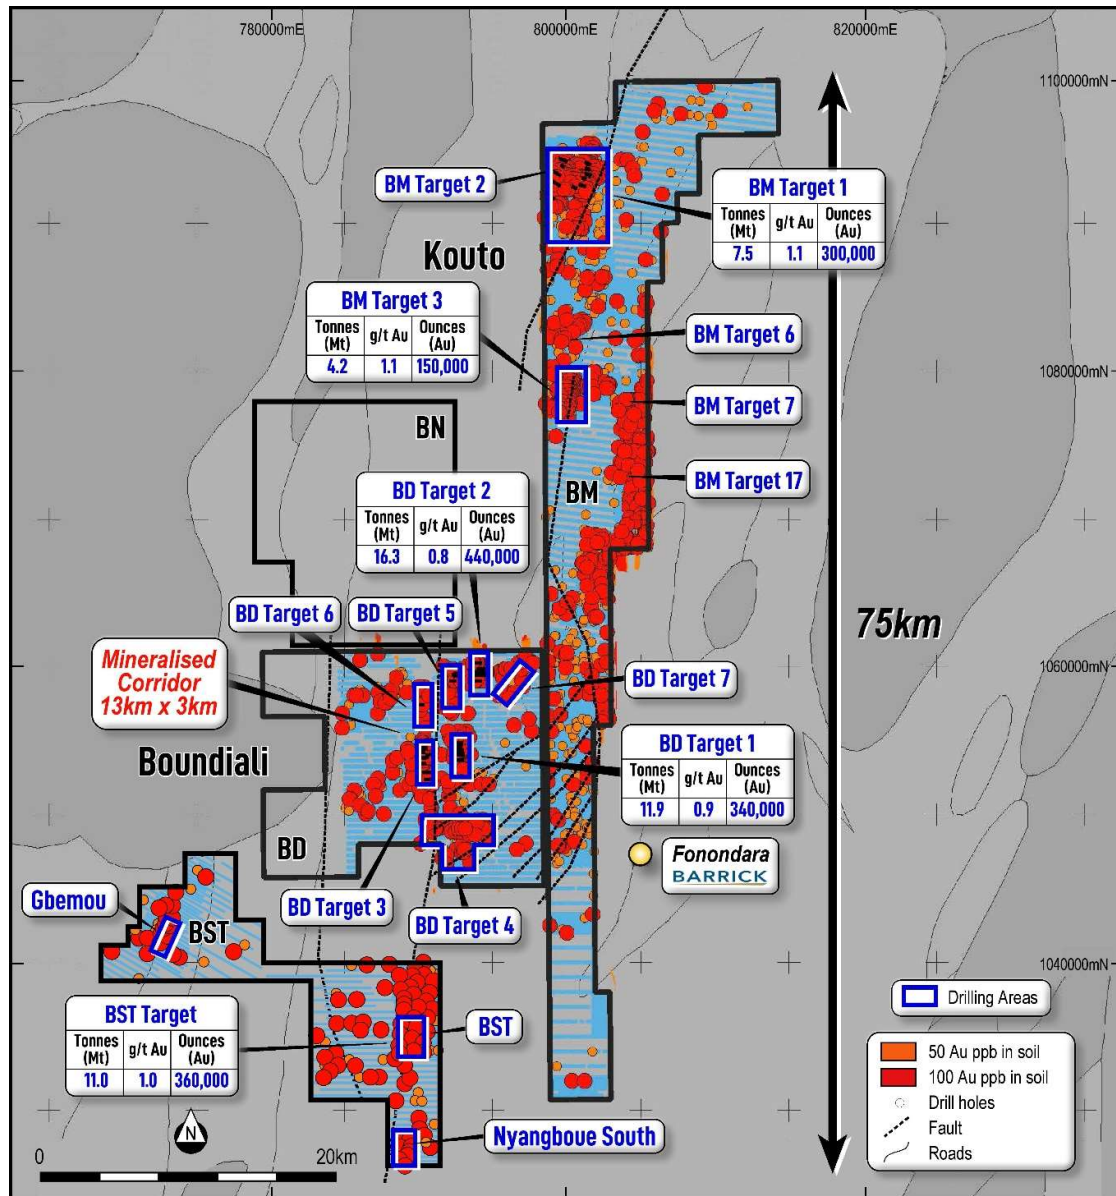 780000mE
800000mE
820000mE
1100000mN
1080000mN
1060000mN
1040000mN
BM Target 2
BM Target 1
Tonnes (Mt) g/t Au Ounces (Au)
7.5 1.1 300,000
Kouto
BM Target 3
Tonnes (Mt) g/t Au Ounces (Au)
4.2 1.1 150,000
BM Target 6
BM Target 7
BN
BM Target 17
BM
BD Target 2
Tonnes (Mt) g/t Au Ounces (Au)
16.3 0.8 440,000
75km
BD Target 6
BD Target 5
Mineralised
Corridor
13km x 3km
BD Target 7
Boundiali
BD Target 1
Tonnes (Mt) g/t Au Ounces (Au)
11.9 0.9 340,000
BD
Fonondara
BARRICK
BD Target 3
BD Target 4
Gbemou
BST
BST Target
Tonnes (Mt) g/t Au Ounces (Au)
11.0 1.0 360,000
BST
Nyangboue South
N
0 20km
Drilling Areas
50 Au ppb in soil
100 Au ppb in soil
Drill holes
Fault
Roads